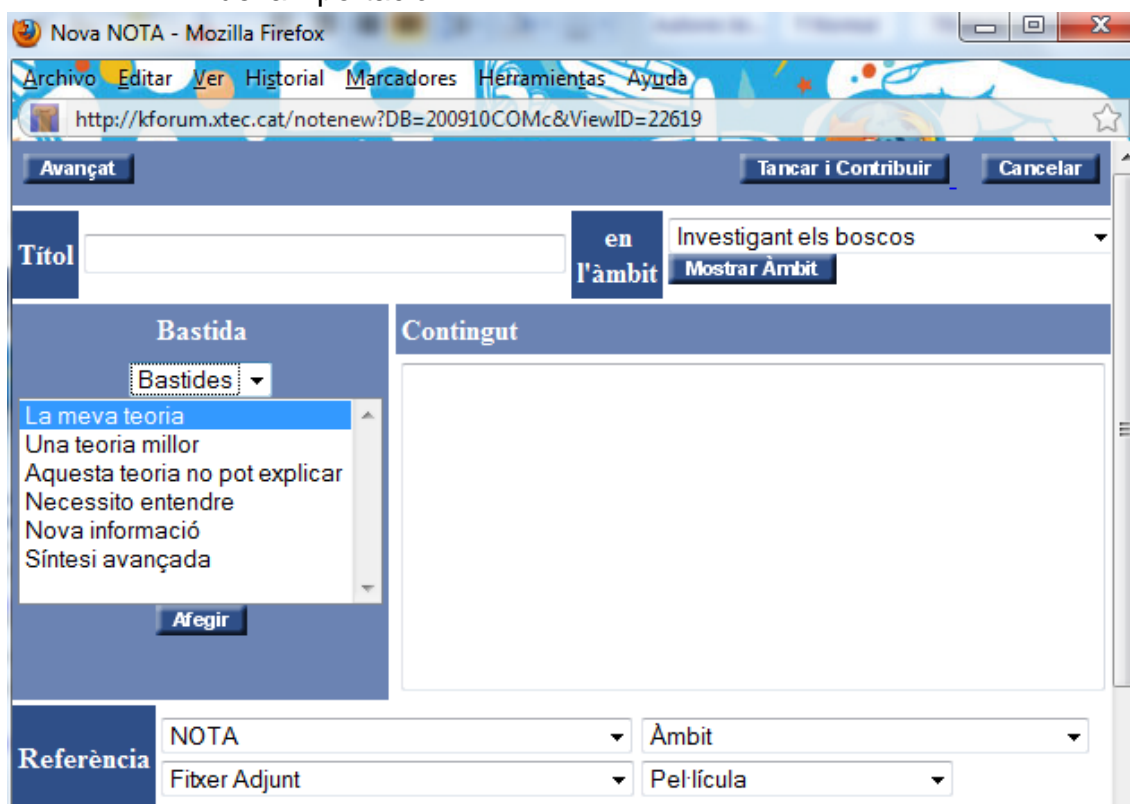 Nova NOTA - Mozilla Firefox
Archivo Editar Ver Historial Marcadores Herramientas Ayuda
http://kforum.xtec.cat/notenew?DB=200910COMc&ViewID=22619
Avançat Tancar i Contribuir Cancelar
Títol en l'àmbit Investigant els boscos
Mostrar Àmbit
Bastida Contingut
Bastides
La meva teoria
Una teoria millor
Aquesta teoria no pot explicar
Necessito entendre
Nova informació
Síntesi avançada
Afegir
Referència
NOTA Àmbit
Fitxer Adjunt Pel·lícula